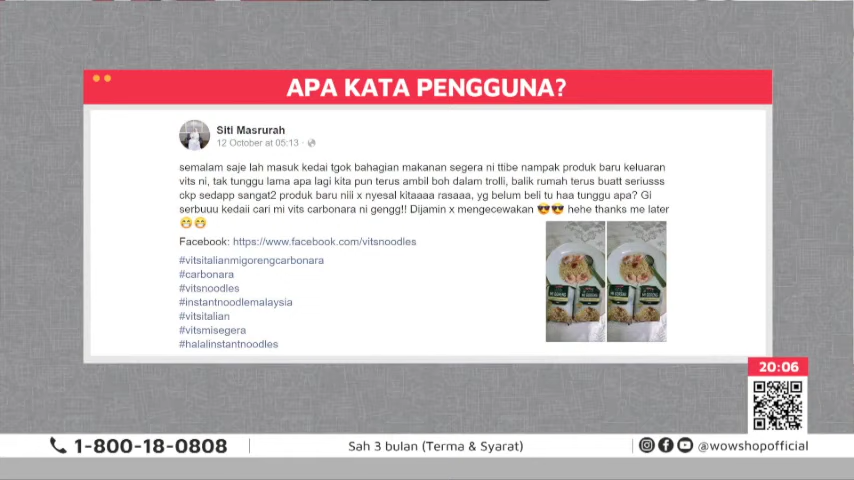 APA KATA PENGGUNA?
Siti Masrurah
12 October at 05:13 ·
semalam saje lah masuk kedai tgok bahagian makanan segera ni ttibe nampak produk baru keluaran
vits ni, tak tunggu lama apa lagi kita pun terus ambil boh dalam trolli, balik rumah terus buatt seriusss
ckp sedapp sangat2 produk baru niii x nyesal kitaaaa rasaaa, yg belum beli tu haa tunggu apa? Gi
serbuuu kedaii cari mi vits carbonara ni gengg!! Dijamin x mengecewakan 😎😎 hehe thanks me later
😁😁
Facebook: https://www.facebook.com/vitsnoodles
#vitsitalianmigorengcarbonara
#carbonara
#vitsnoodles
#instantnoodlemalaysia
#vitsitalian
#vitsmisegera
#halalinstantnoodles
20:06
1-800-18-0808
Sah 3 bulan (Terma & Syarat)
@wowshopofficial